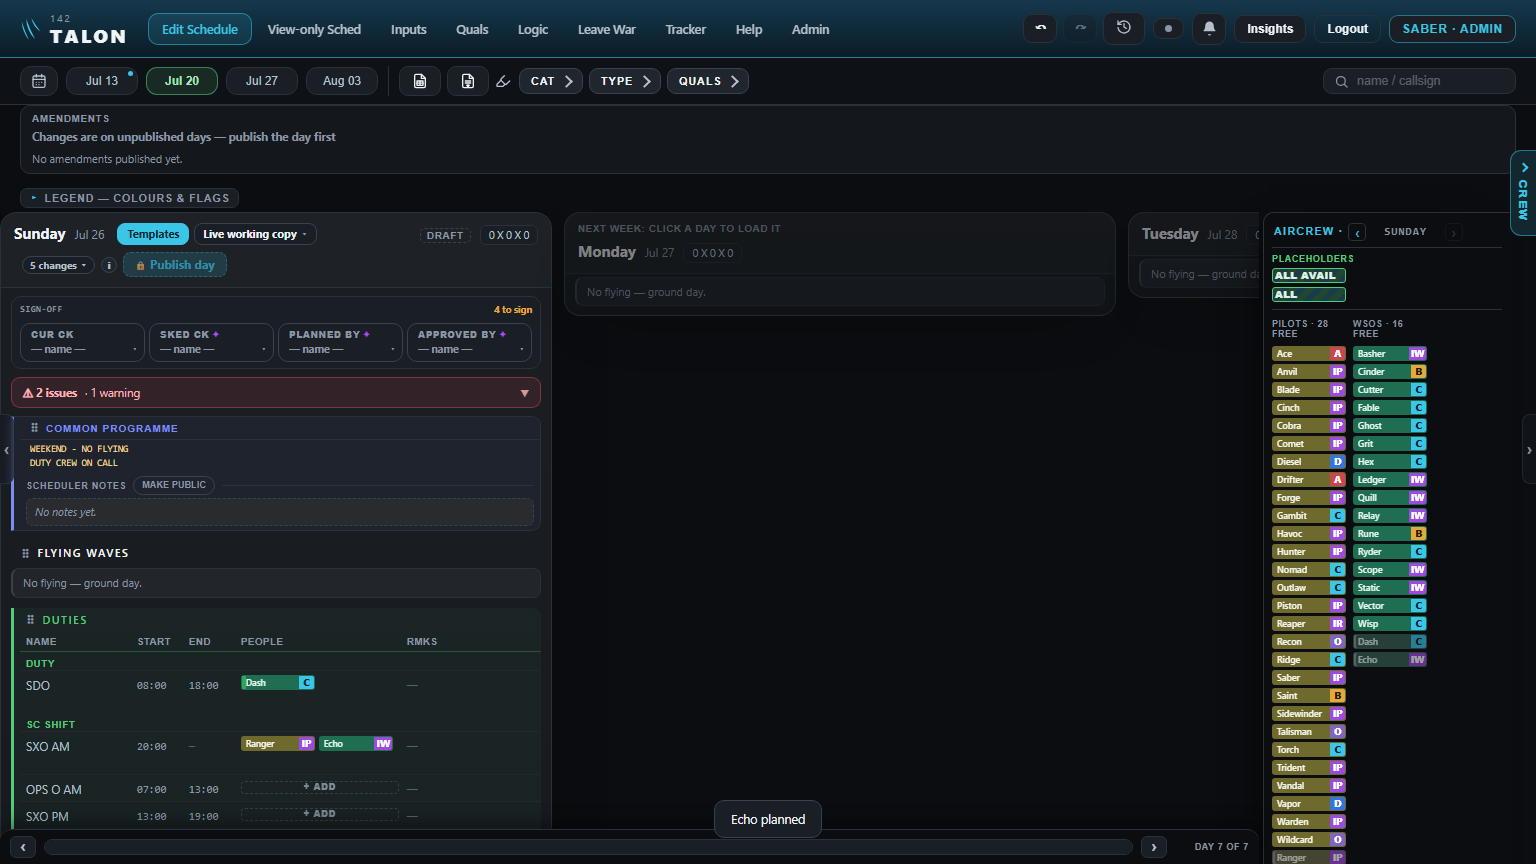 142
TALON
Edit Schedule
View-only Sched
Inputs
Quals
Logic
Leave War
Tracker
Help
Admin
Insights
Logout
SABER · ADMIN
Jul 13
Jul 20
Jul 27
Aug 03
CAT
TYPE
QUALS
name / callsign
AMENDMENTS
Changes are on unpublished days — publish the day first
No amendments published yet.
LEGEND — COLOURS & FLAGS
CREW
Sunday Jul 26
Templates
Live working copy
DRAFT
0X0X0
5 changes
i
Publish day
SIGN-OFF
4 to sign
CUR CK
— name —
SKED CK
— name —
PLANNED BY
— name —
APPROVED BY
— name —
2 issues · 1 warning
COMMON PROGRAMME
WEEKEND - NO FLYING
DUTY CREW ON CALL
SCHEDULER NOTES
MAKE PUBLIC
No notes yet.
FLYING WAVES
No flying — ground day.
DUTIES
NAME START END PEOPLE RMKS
DUTY
SDO 08:00 18:00 Dash C —
SC SHIFT
SXO AM 20:00 — Ranger IP Echo IW —
OPS O AM 07:00 13:00 + ADD —
SXO PM 13:00 19:00 + ADD —
NEXT WEEK: CLICK A DAY TO LOAD IT
Monday Jul 27 0X0X0
No flying — ground day.
Tuesday Jul 28
No flying — ground da
AIRCREW ·
SUNDAY
PLACEHOLDERS
ALL AVAIL
ALL
PILOTS · 28 FREE
WSOS · 16 FREE
Ace A
Anvil IP
Blade IP
Cinch IP
Cobra IP
Comet IP
Diesel D
Drifter A
Forge IP
Gambit C
Havoc IP
Hunter IP
Nomad C
Outlaw C
Piston IP
Reaper IR
Recon O
Ridge C
Saber IP
Saint B
Sidewinder IP
Talisman O
Torch C
Trident IP
Vandal IP
Vapor D
Warden IP
Wildcard O
Ranger IP
Basher IW
Cinder B
Cutter C
Fable C
Ghost C
Grit C
Hex C
Ledger IW
Quill IW
Relay IW
Rune B
Ryder C
Scope IW
Static IW
Vector C
Wisp C
Dash C
Echo IW
Echo planned
DAY 7 OF 7